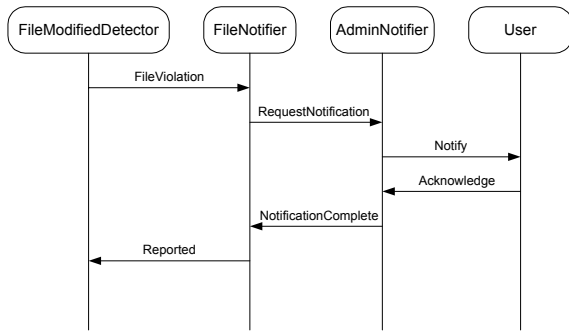 FileModifiedDetector
FileNotifier
AdminNotifier
User
FileViolation
RequestNotification
Notify
Acknowledge
NotificationComplete
Reported